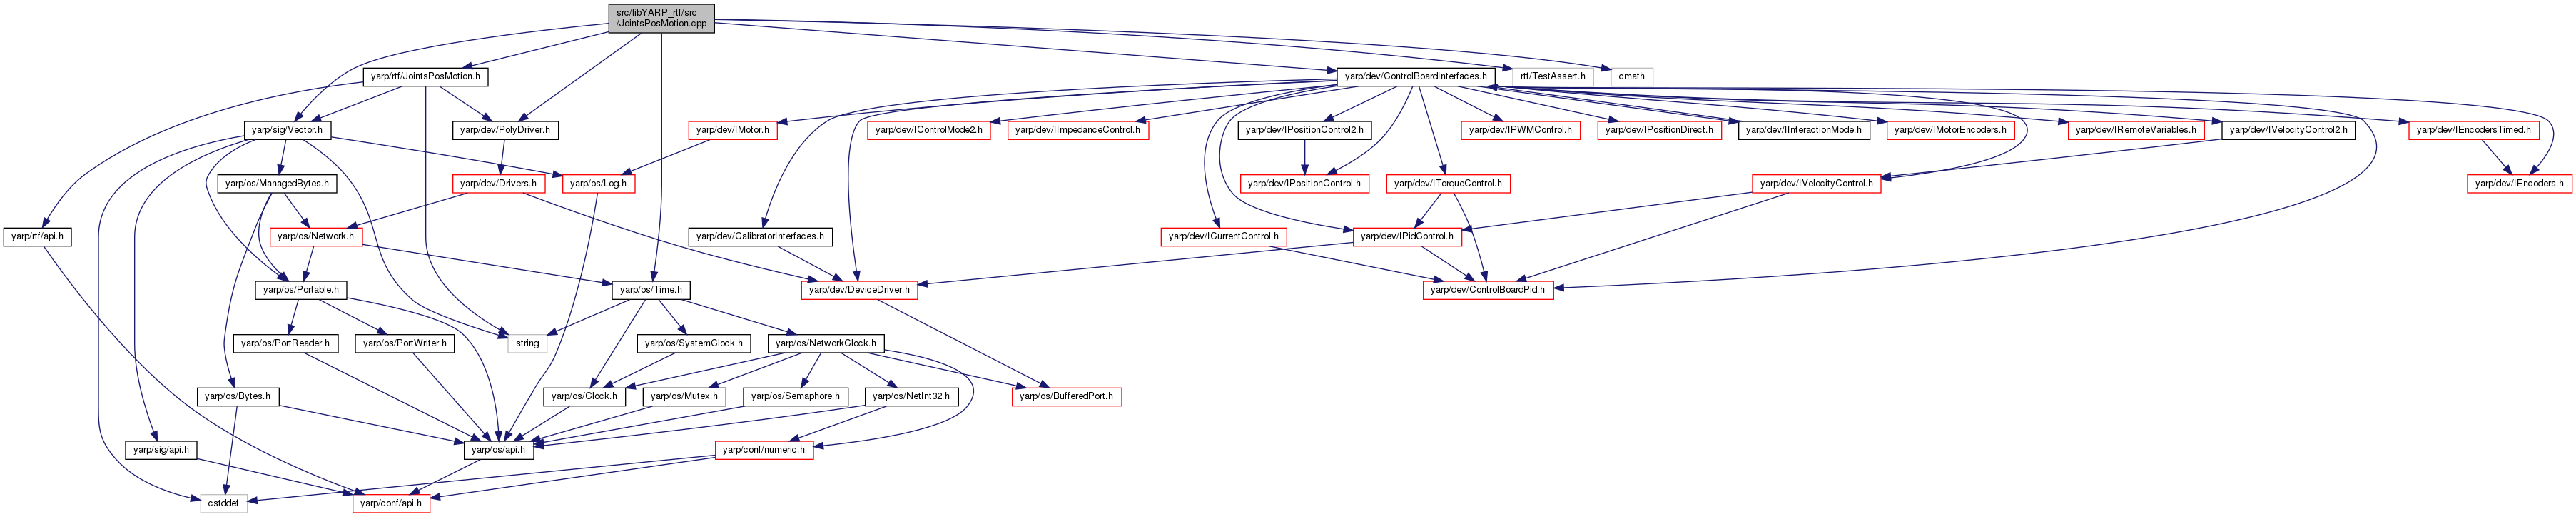 src/libYARP_rtf/src
/JointsPosMotion.cpp
yarp/rtf/JointsPosMotion.h
yarp/dev/ControlBoardInterfaces.h
rtf/TestAssert.h
cmath
yarp/sig/Vector.h
yarp/dev/PolyDriver.h
yarp/dev/IMotor.h
yarp/dev/IControlMode2.h
yarp/dev/IImpedanceControl.h
yarp/dev/IPositionControl2.h
yarp/dev/IPWMControl.h
yarp/dev/IPositionDirect.h
yarp/dev/IInteractionMode.h
yarp/dev/IMotorEncoders.h
yarp/dev/IRemoteVariables.h
yarp/dev/IVelocityControl2.h
yarp/dev/IEncodersTimed.h
yarp/os/ManagedBytes.h
yarp/dev/Drivers.h
yarp/os/Log.h
yarp/dev/IPositionControl.h
yarp/dev/ITorqueControl.h
yarp/dev/IVelocityControl.h
yarp/dev/IEncoders.h
yarp/rtf/api.h
yarp/os/Network.h
yarp/dev/CalibratorInterfaces.h
yarp/dev/ICurrentControl.h
yarp/dev/IPidControl.h
yarp/os/Portable.h
yarp/os/Time.h
yarp/dev/DeviceDriver.h
yarp/dev/ControlBoardPid.h
yarp/os/PortReader.h
yarp/os/PortWriter.h
string
yarp/os/SystemClock.h
yarp/os/NetworkClock.h
yarp/os/Bytes.h
yarp/os/Clock.h
yarp/os/Mutex.h
yarp/os/Semaphore.h
yarp/os/NetInt32.h
yarp/os/BufferedPort.h
yarp/sig/api.h
yarp/os/api.h
yarp/conf/numeric.h
cstddef
yarp/conf/api.h